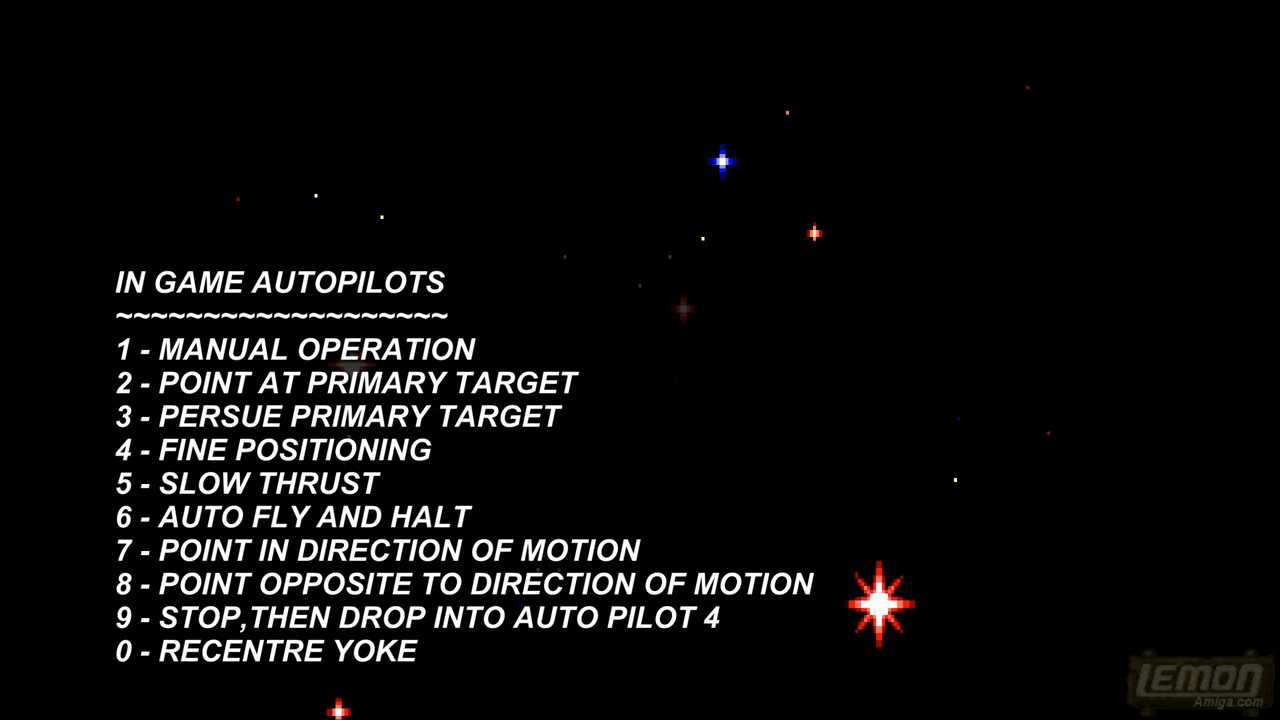 IN GAME AUTOPILOTS
~~~~~~~~~~~~~~~~~~~
1 - MANUAL OPERATION
2 - POINT AT PRIMARY TARGET
3 - PERSUE PRIMARY TARGET
4 - FINE POSITIONING
5 - SLOW THRUST
6 - AUTO FLY AND HALT
7 - POINT IN DIRECTION OF MOTION
8 - POINT OPPOSITE TO DIRECTION OF MOTION
9 - STOP,THEN DROP INTO AUTO PILOT 4
0 - RECENTRE YOKE
LEMON
Amiga.com